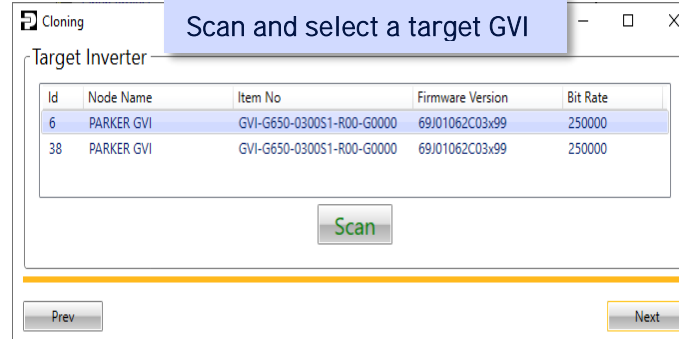 Cloning
Scan and select a target GVI
Target Inverter
Id Node Name Item No Firmware Version Bit Rate
6 PARKER GVI GVI-G650-0300S1-R00-G0000 69J01062C03x99 250000
38 PARKER GVI GVI-G650-0300S1-R00-G0000 69J01062C03x99 250000
Scan
Prev Next